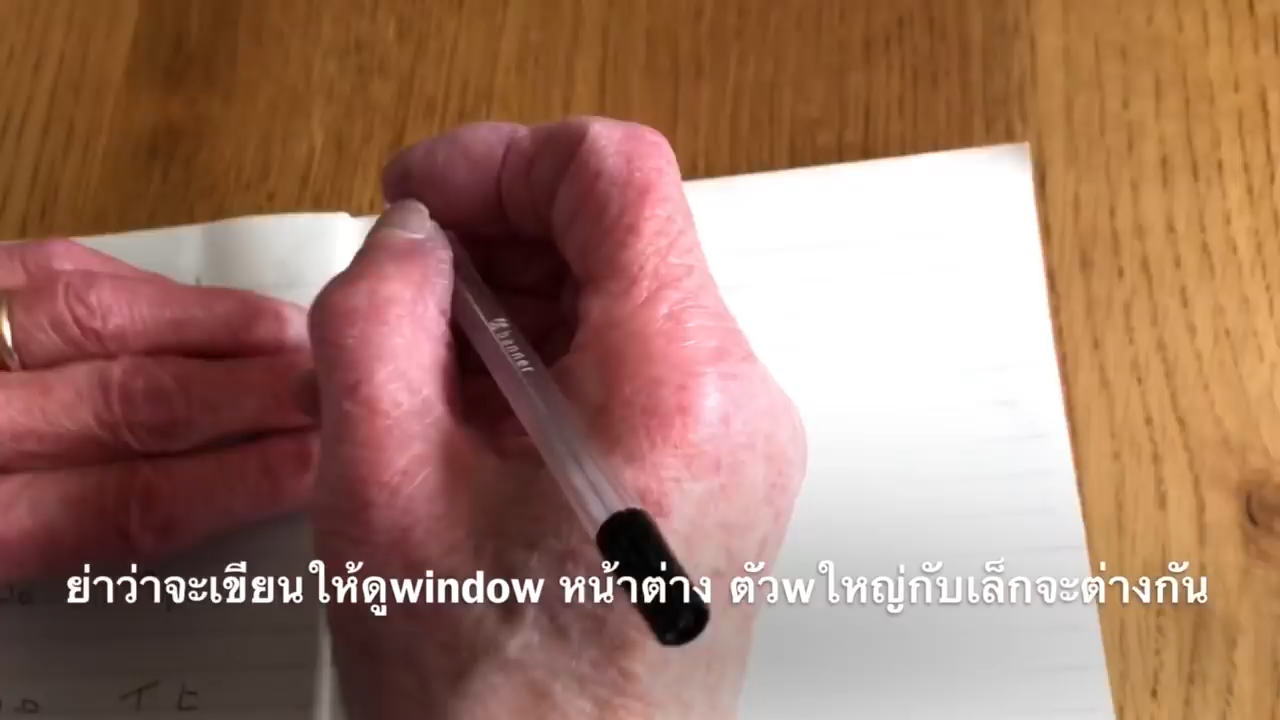 banner
ย่าว่าจะเขียนให้ดูwindow หน้าต่าง ตัวwใหญ่กับเล็กจะต่างกัน
T t